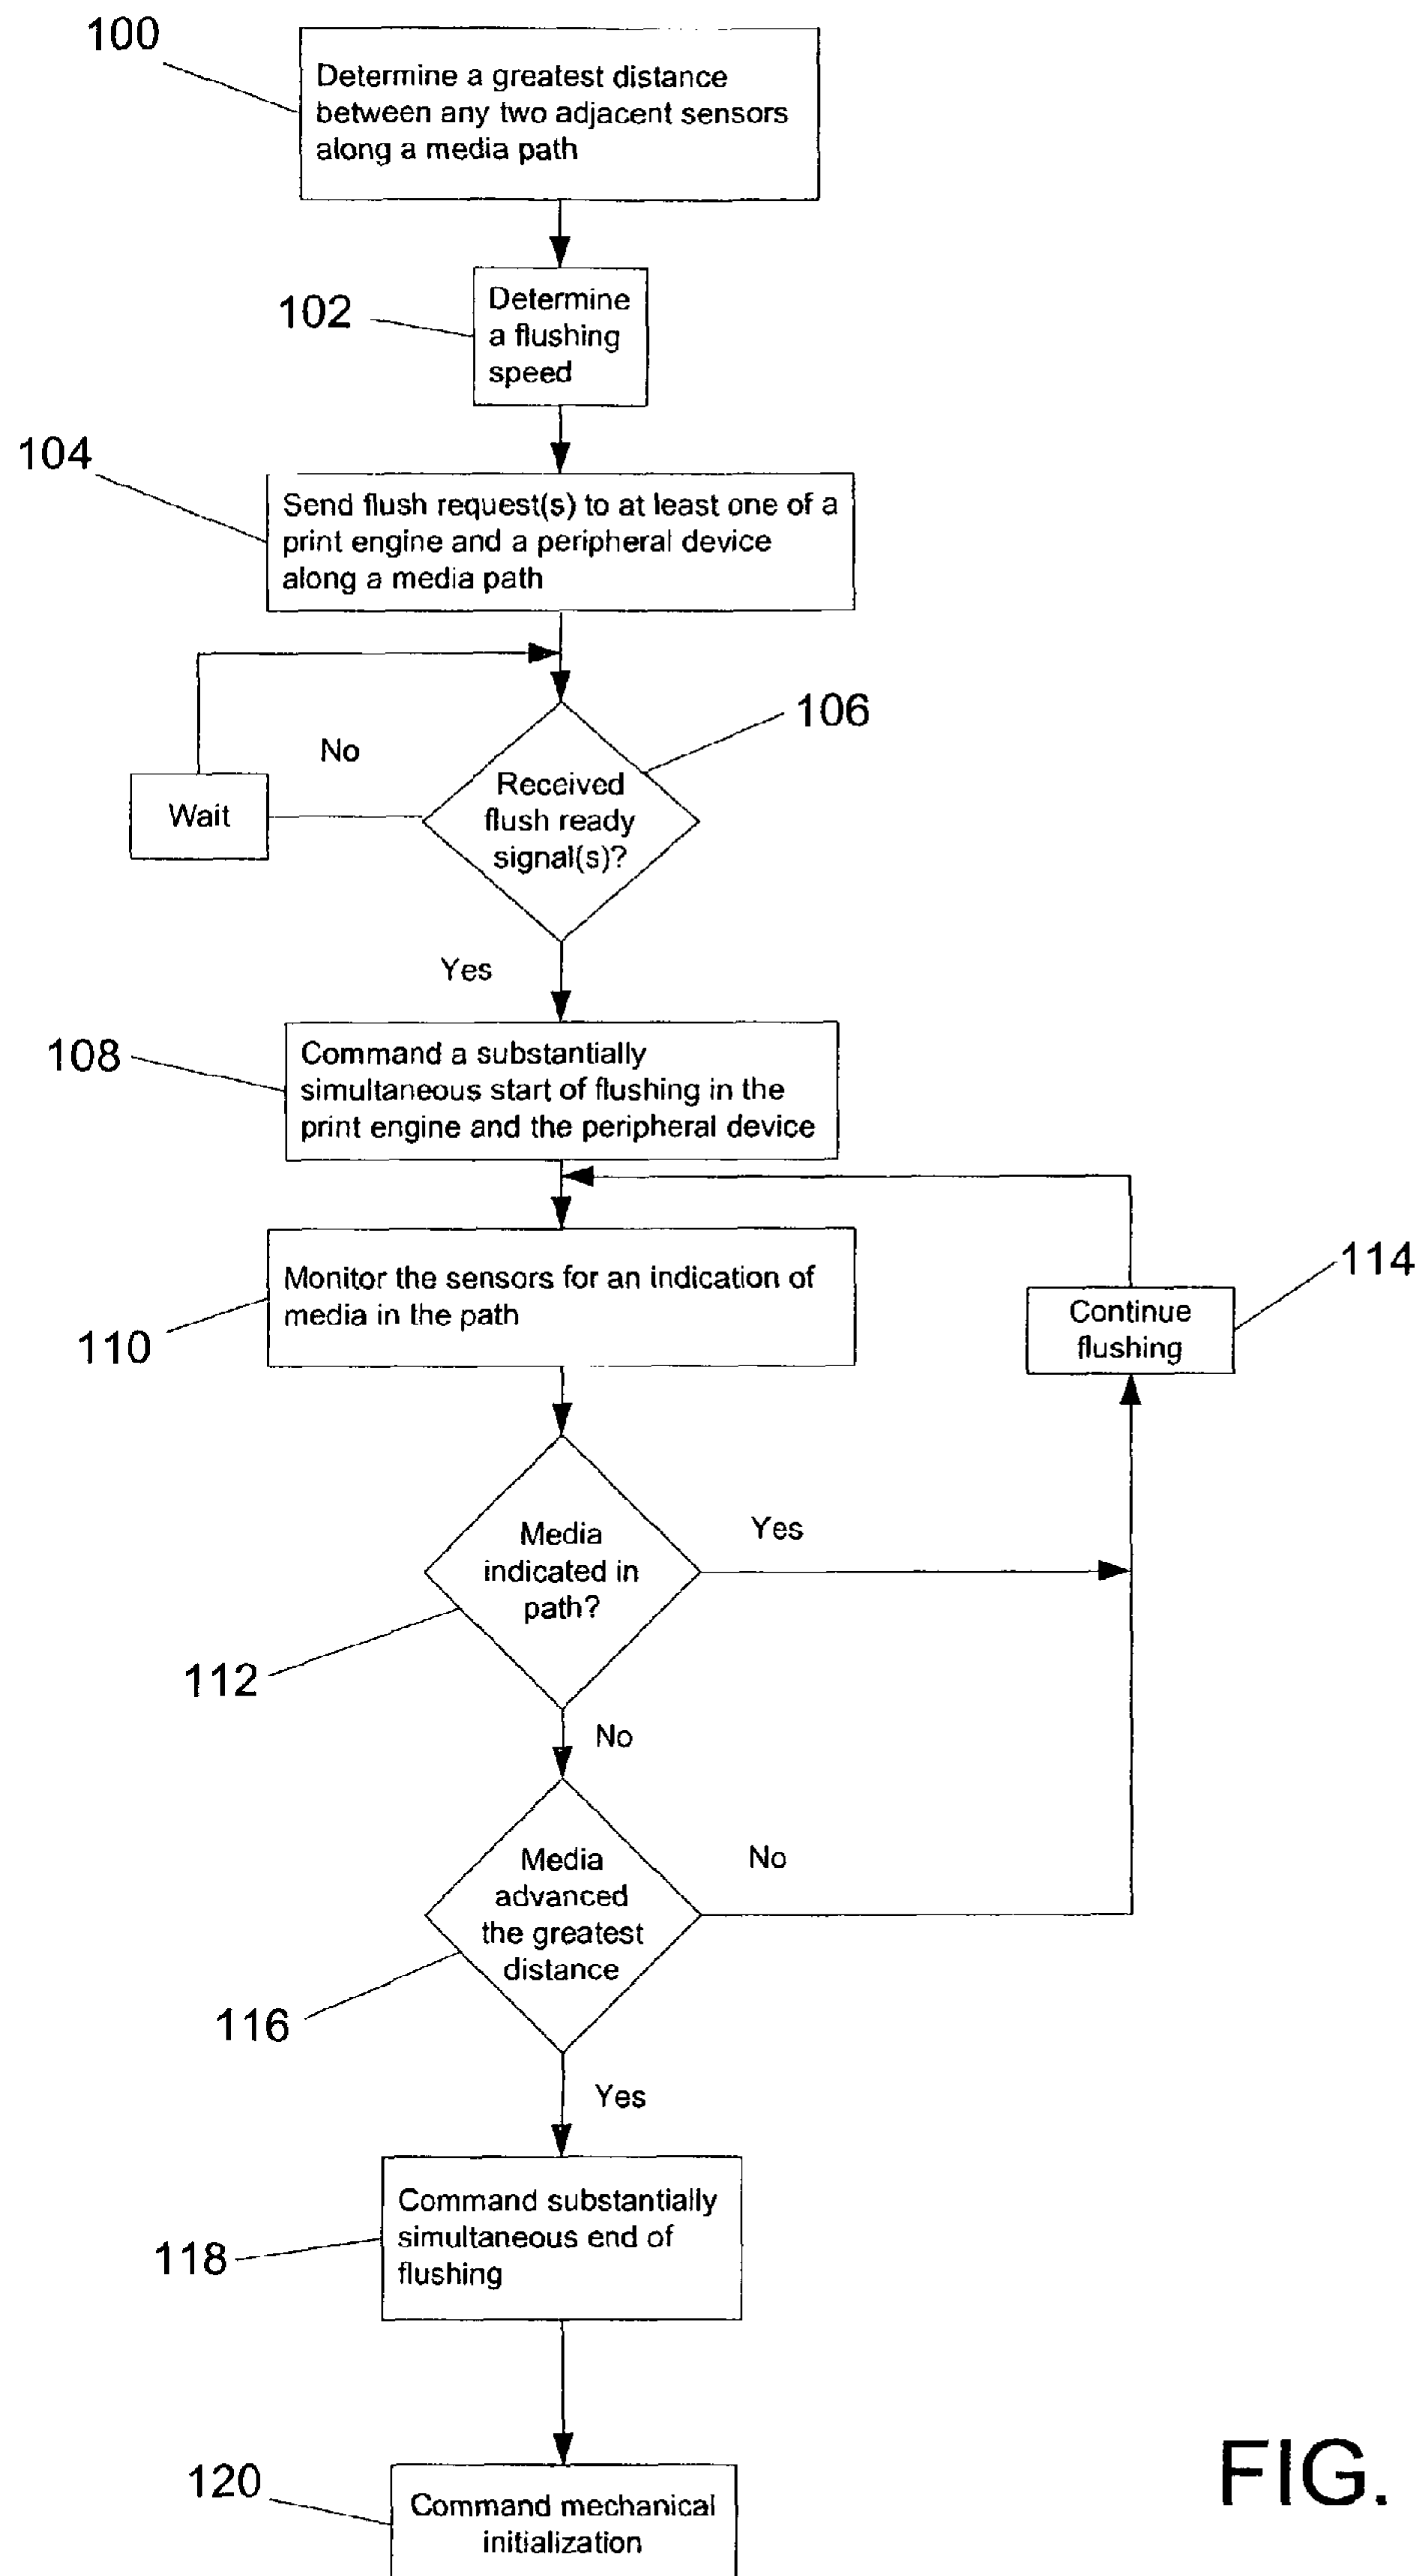 100
Determine a greatest distance
between any two adjacent sensors
along a media path
102
Determine
a flushing
speed
104
Send flush request(s) to at least one of a
print engine and a peripheral device
along a media path
106
No
Wait
Received
flush ready
signal(s)?
Yes
108
Command a substantially
simultaneous start of flushing in the
print engine and the peripheral device
110
Monitor the sensors for an indication of
media in the path
114
Continue
flushing
112
Media
indicated in
path?
Yes
No
116
Media
advanced
the greatest
distance
No
Yes
118
Command substantially
simultaneous end of
flushing
120
Command mechanical
initialization
FIG.